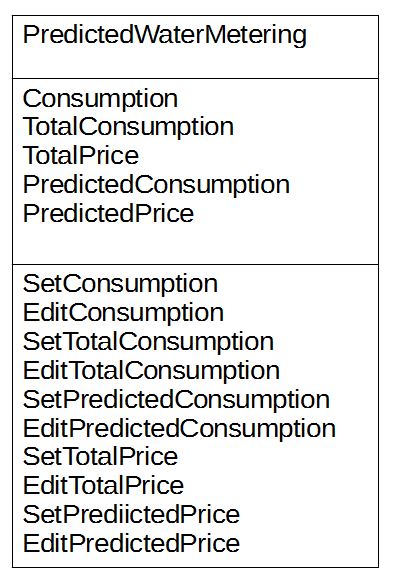 PredictedWaterMetering
Consumption
TotalConsumption
TotalPrice
PredictedConsumption
PredictedPrice
SetConsumption
EditConsumption
SetTotalConsumption
EditTotalConsumption
SetPredictedConsumption
EditPredictedConsumption
SetTotalPrice
EditTotalPrice
SetPrediictedPrice
EditPredictedPrice